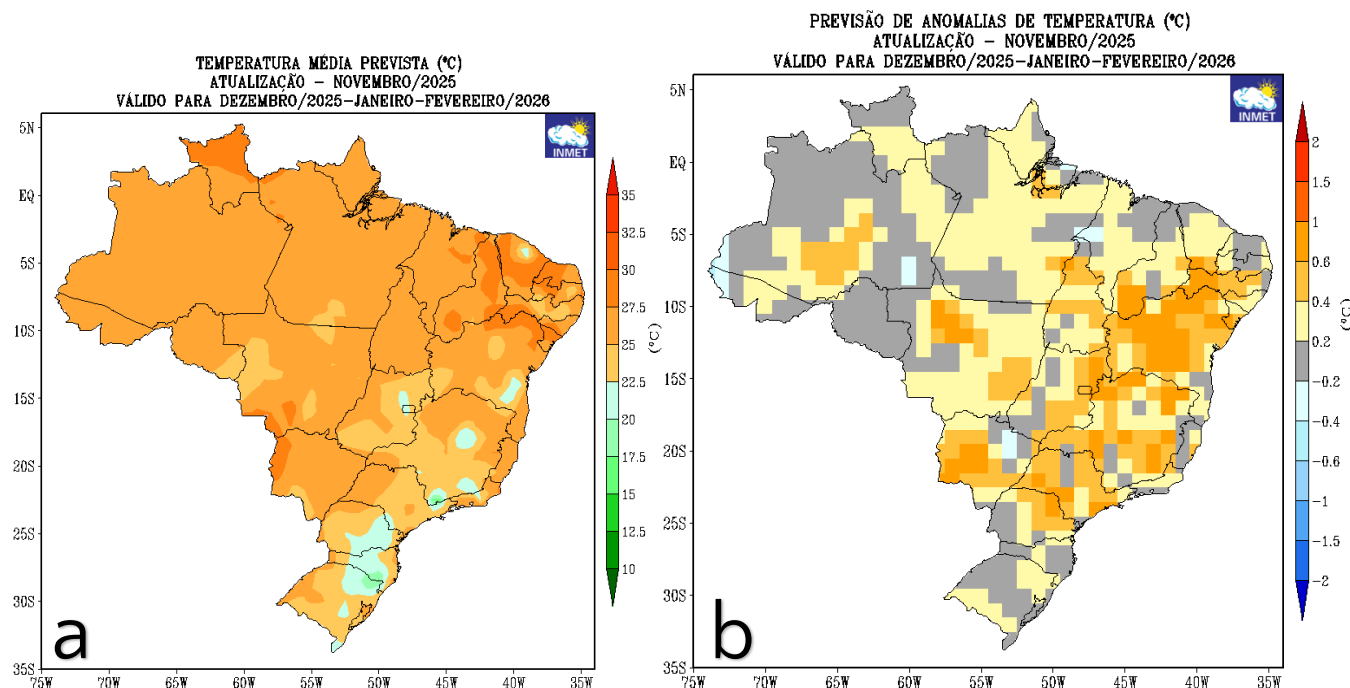 TEMPERATURA MÉDIA PREVISTA (°C)
ATUALIZAÇÃO - NOVEMBRO/2025
VÁLIDO PARA DEZEMBRO/2025-JANEIRO-FEVEREIRO/2026
INMET
5N
EQ
5S
10S
15S
20S
25S
30S
35S
75W
70W
65W
60W
55W
50W
45W
40W
35W
35
32.5
30
27.5
25
22.5
20
17.5
15
12.5
10
(°C)
a
PREVISÃO DE ANOMALIAS DE TEMPERATURA (°C)
ATUALIZAÇÃO - NOVEMBRO/2025
VÁLIDO PARA DEZEMBRO/2025-JANEIRO-FEVEREIRO/2026
INMET
5N
EQ
5S
10S
15S
20S
25S
30S
35S
75W
70W
65W
60W
55W
50W
45W
40W
35W
2
1.5
1
0.6
0.4
0.2
-0.2
-0.4
-0.6
-1
-1.5
-2
(°C)
b